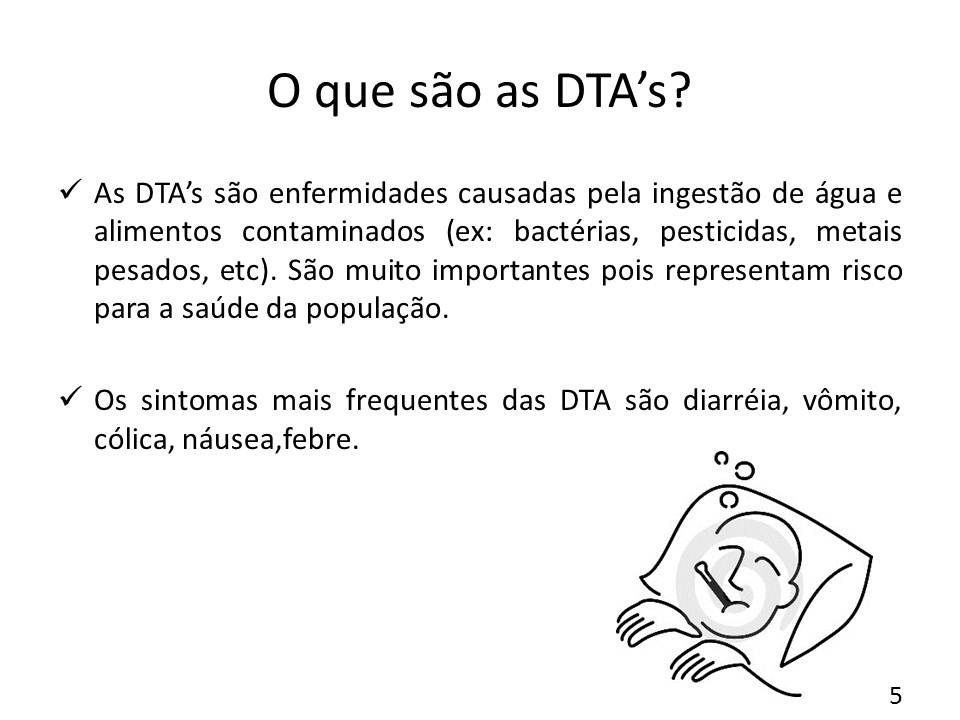 O que são as DTA’s?
✓ As DTA’s são enfermidades causadas pela ingestão de água e
alimentos contaminados (ex: bactérias, pesticidas, metais
pesados, etc). São muito importantes pois representam risco
para a saúde da população.
✓ Os sintomas mais frequentes das DTA são diarréia, vômito,
cólica, náusea,febre.
5